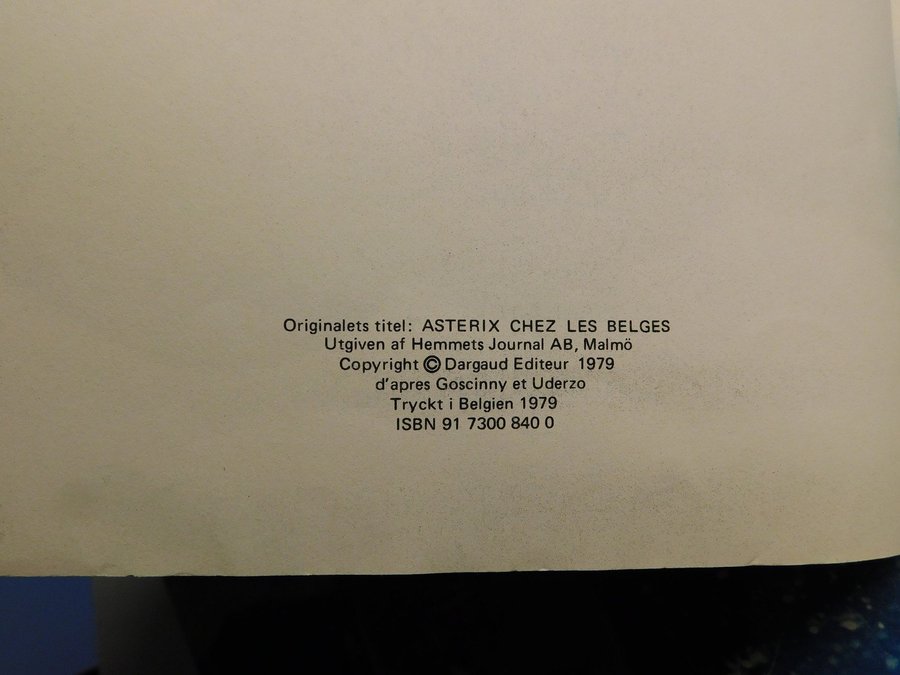 Originalets titel: ASTERIX CHEZ LES BELGES
Utgiven af Hemmets Journal AB, Malmö
Copyright © Dargaud Editeur 1979
d'apres Goscinny et Uderzo
Tryckt i Belgien 1979
ISBN 91 7300 840 0